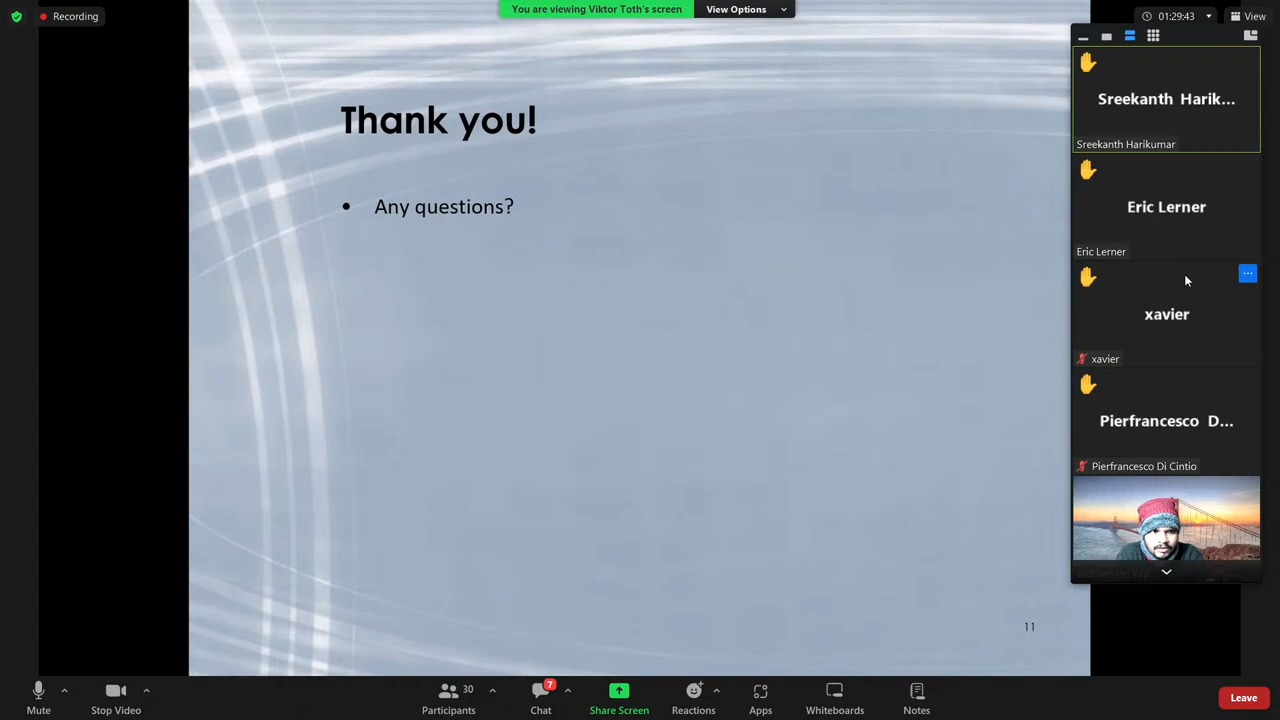 Recording
You are viewing Viktor Toth's screen
View Options
01:29:43
View
Thank you!
• Any questions?
11
Sreekanth Harik...
Sreekanth Harikumar
Eric Lerner
Eric Lerner
xavier
xavier
Pierfrancesco D...
Pierfrancesco Di Cintio
Mute
Stop Video
30
Participants
7
Chat
Share Screen
Reactions
Apps
Whiteboards
Notes
Leave